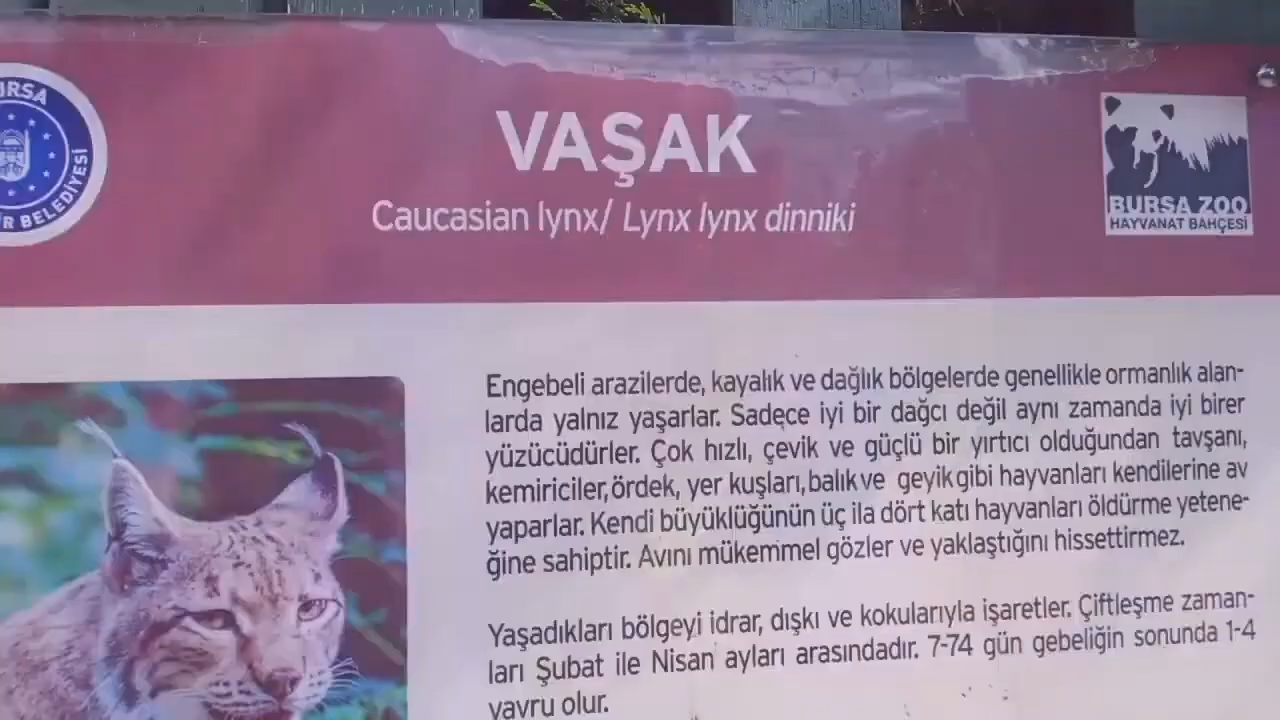 VAŞAK
Caucasian lynx/ Lynx lynx dinniki
URSA
R BELEDİYESİ
BURSA ZOO
HAYVANAT BAHÇESİ
Engebeli arazilerde, kayalık ve dağlık bölgelerde genellikle ormanlık alan-
larda yalnız yaşarlar. Sadece iyi bir dağcı değil aynı zamanda iyi birer
yüzücüdürler. Çok hızlı, çevik ve güçlü bir yırtıcı olduğundan tavşanı,
kemiriciler,ördek, yer kuşları,balık ve geyik gibi hayvanları kendilerine av
yaparlar. Kendi büyüklüğünün üç ila dört katı hayvanları öldürme yetene-
ğine sahiptir. Avını mükemmel gözler ve yaklaştığını hissettirmez.
Yaşadıkları bölgeyi idrar, dışkı ve kokularıyla işaretler. Çiftleşme zaman-
ları Şubat ile Nisan ayları arasındadır. 7-74 gün gebeliğin sonunda 1-4
yavru olur.